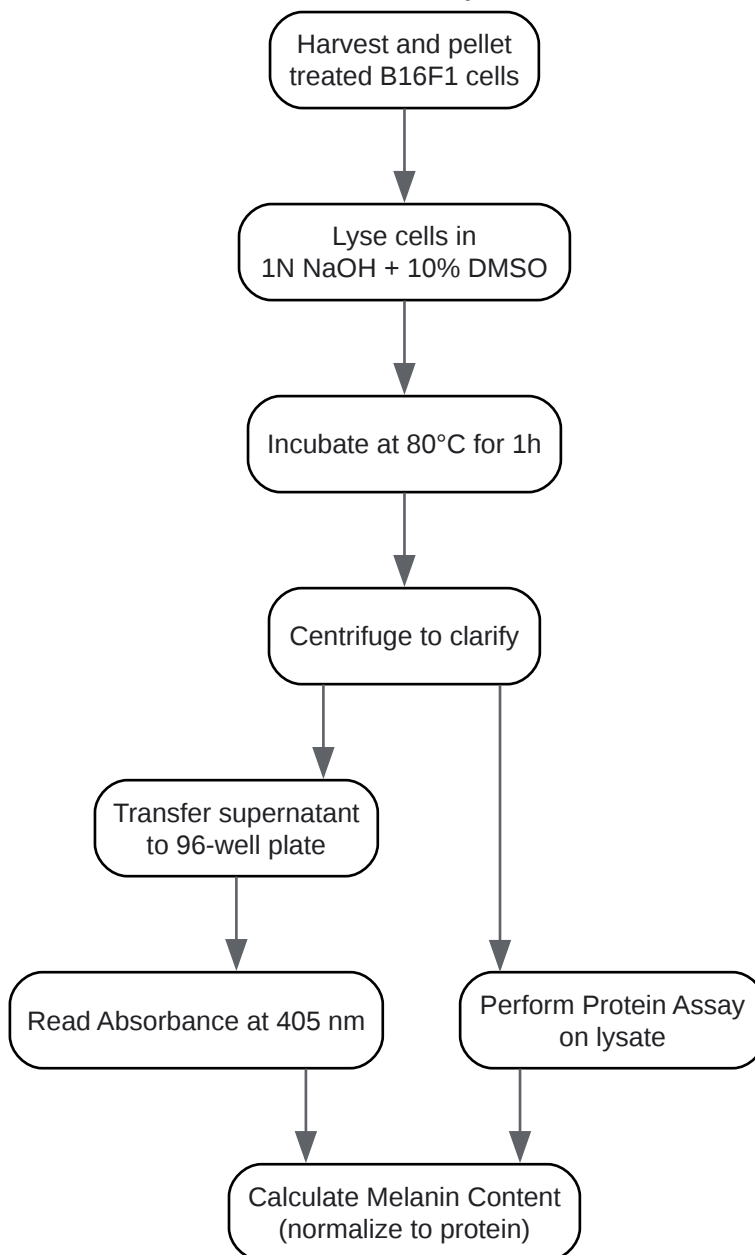 Harvest and pellet
treated B16F1 cells
Lyse cells in
1N NaOH + 10% DMSO
Incubate at 80°C for 1h
Centrifuge to clarify
Transfer supernatant
to 96-well plate
Read Absorbance at 405 nm
Perform Protein Assay
on lysate
Calculate Melanin Content
(normalize to protein)